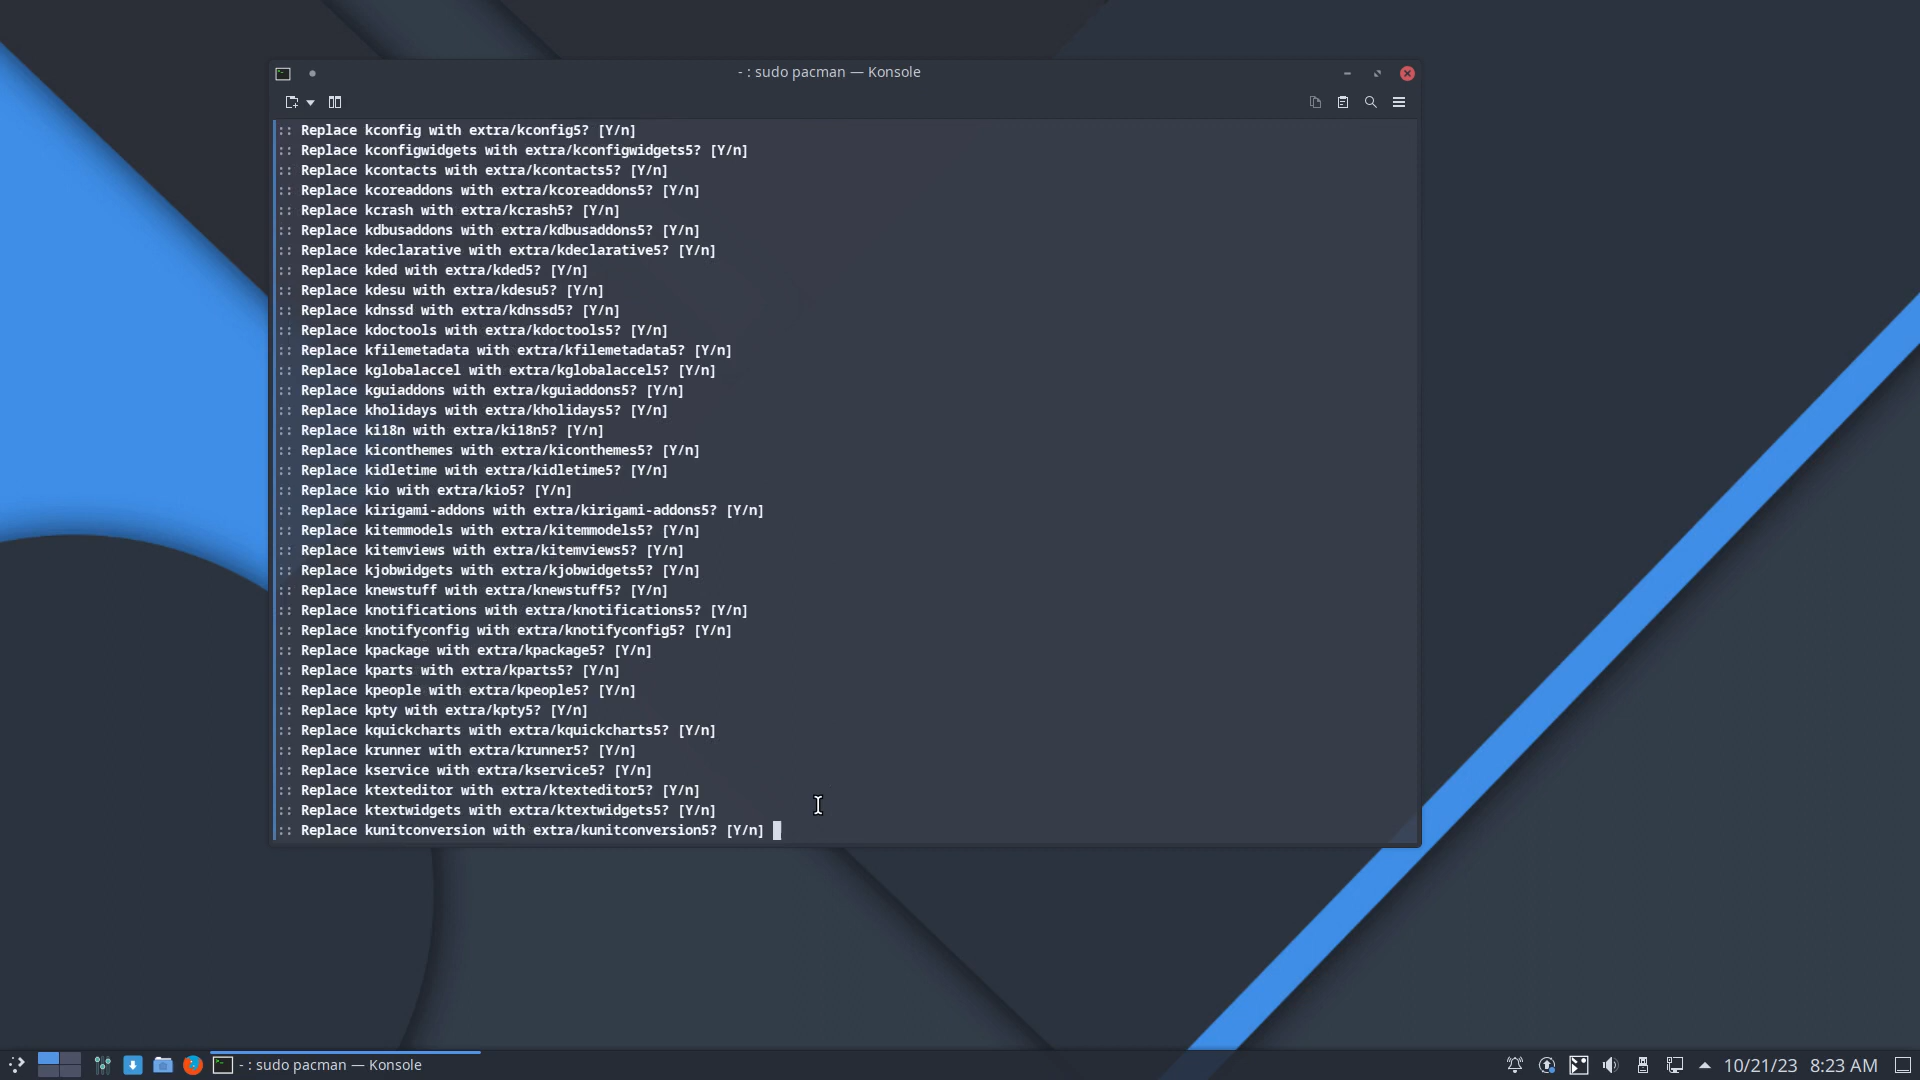 - : sudo pacman — Konsole
:: Replace kconfig with extra/kconfig5? [Y/n]
:: Replace kconfigwidgets with extra/kconfigwidgets5? [Y/n]
:: Replace kcontacts with extra/kcontacts5? [Y/n]
:: Replace kcoreaddons with extra/kcoreaddons5? [Y/n]
:: Replace kcrash with extra/kcrash5? [Y/n]
:: Replace kdbusaddons with extra/kdbusaddons5? [Y/n]
:: Replace kdeclarative with extra/kdeclarative5? [Y/n]
:: Replace kded with extra/kded5? [Y/n]
:: Replace kdesu with extra/kdesu5? [Y/n]
:: Replace kdnssd with extra/kdnssd5? [Y/n]
:: Replace kdoctools with extra/kdoctools5? [Y/n]
:: Replace kfilemetadata with extra/kfilemetadata5? [Y/n]
:: Replace kglobalaccel with extra/kglobalaccel5? [Y/n]
:: Replace kguiaddons with extra/kguiaddons5? [Y/n]
:: Replace kholidays with extra/kholidays5? [Y/n]
:: Replace ki18n with extra/ki18n5? [Y/n]
:: Replace kiconthemes with extra/kiconthemes5? [Y/n]
:: Replace kidletime with extra/kidletime5? [Y/n]
:: Replace kio with extra/kio5? [Y/n]
:: Replace kirigami-addons with extra/kirigami-addons5? [Y/n]
:: Replace kitemmodels with extra/kitemmodels5? [Y/n]
:: Replace kitemviews with extra/kitemviews5? [Y/n]
:: Replace kjobwidgets with extra/kjobwidgets5? [Y/n]
:: Replace knewstuff with extra/knewstuff5? [Y/n]
:: Replace knotifications with extra/knotifications5? [Y/n]
:: Replace knotifyconfig with extra/knotifyconfig5? [Y/n]
:: Replace kpackage with extra/kpackage5? [Y/n]
:: Replace kparts with extra/kparts5? [Y/n]
:: Replace kpeople with extra/kpeople5? [Y/n]
:: Replace kpty with extra/kpty5? [Y/n]
:: Replace kquickcharts with extra/kquickcharts5? [Y/n]
:: Replace krunner with extra/krunner5? [Y/n]
:: Replace kservice with extra/kservice5? [Y/n]
:: Replace ktexteditor with extra/ktexteditor5? [Y/n]
:: Replace ktextwidgets with extra/ktextwidgets5? [Y/n]
:: Replace kunitconversion with extra/kunitconversion5? [Y/n]
- : sudo pacman — Konsole
10/21/23 8:23 AM